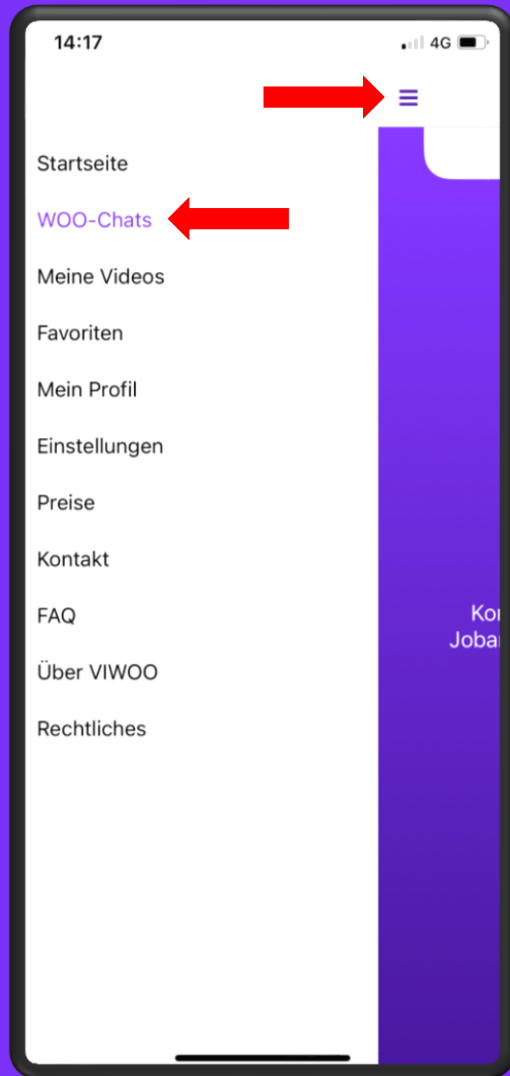 14:17
4G
Startseite
WOO-Chats
Meine Videos
Favoriten
Mein Profil
Einstellungen
Preise
Kontakt
FAQ
Über VIWOO
Rechtliches